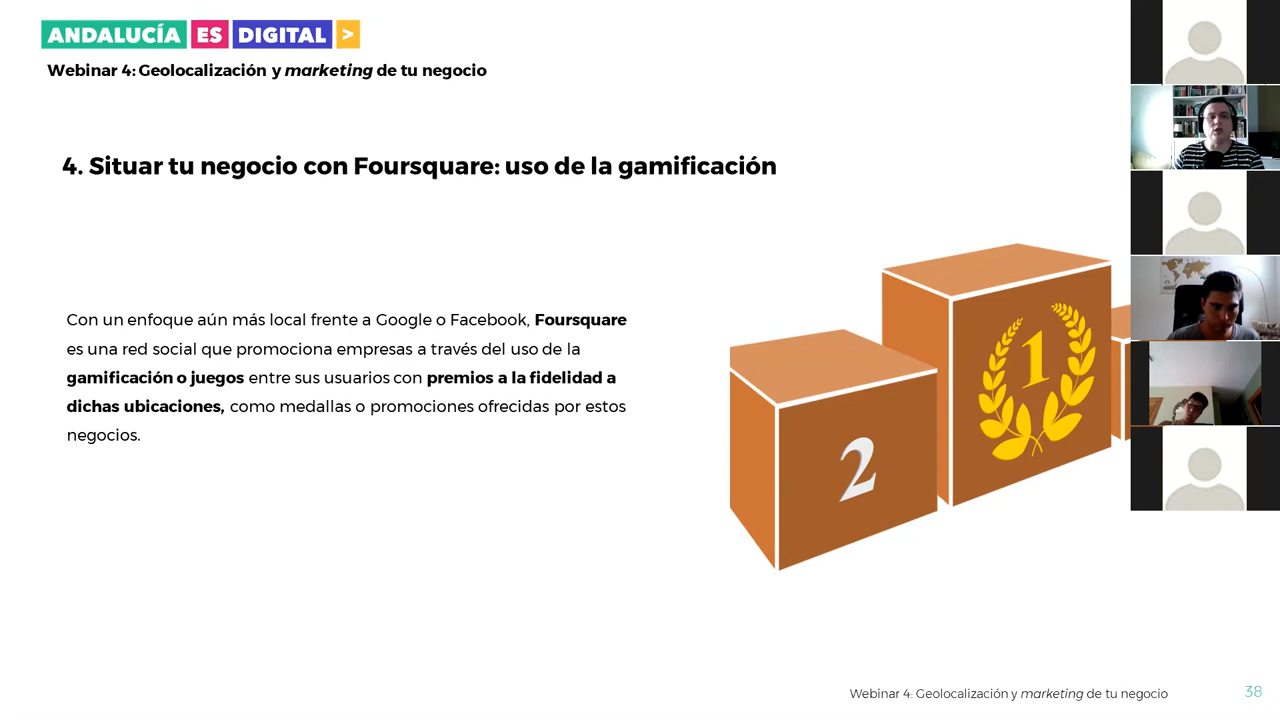 ANDALUCÍA ES DIGITAL >
Webinar 4: Geolocalización y marketing de tu negocio
4. Situar tu negocio con Foursquare: uso de la gamificación
Con un enfoque aún más local frente a Google o Facebook, Foursquare
es una red social que promociona empresas a través del uso de la
gamificación o juegos entre sus usuarios con premios a la fidelidad a
dichas ubicaciones, como medallas o promociones ofrecidas por estos
negocios.
1
2
Webinar 4: Geolocalización y marketing de tu negocio
38